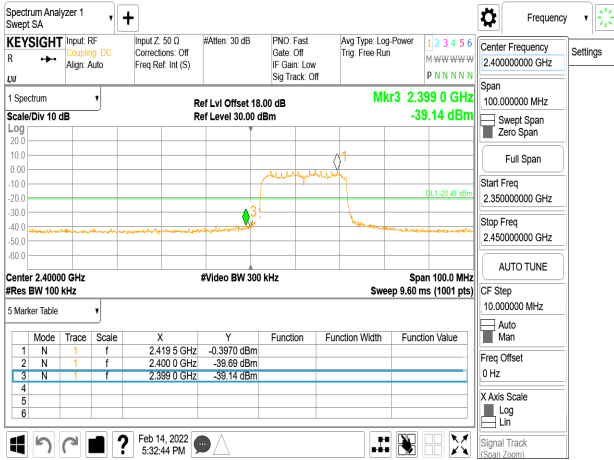 Spectrum Analyzer 1
Swept SA
KEYSIGHT
R
Input: RF
Coupling: DC
Align: Auto
Input Z: 50 Ω
Corrections: Off
Freq Ref: Int (S)
#Atten: 30 dB
PNO: Fast
Gate: Off
IF Gain: Low
Sig Track: Off
Avg Type: Log-Power
Trig: Free Run
1 2 3 4 5 6
M W W W W W
P N N N N N
1 Spectrum
Scale/Div 10 dB
Ref Lvl Offset 18.00 dB
Ref Level 30.00 dBm
Mkr3 2.399 0 GHz
-39.14 dBm
Log
20.0
10.0
0.00
-10.0
-20.0
-30.0
-40.0
-50.0
-60.0
1
DL1 -20.49 dBm
3
Center 2.40000 GHz
#Res BW 100 kHz
#Video BW 300 kHz
Span 100.0 MHz
Sweep 9.60 ms (1001 pts)
5 Marker Table
Mode Trace Scale X Y Function Function Width Function Value
1 N 1 f 2.419 5 GHz -0.3970 dBm
2 N 1 f 2.400 0 GHz -39.69 dBm
3 N 1 f 2.399 0 GHz -39.14 dBm
4
5
6
?
Feb 14, 2022
5:32:44 PM
Frequency
Settings
Center Frequency
2.400000000 GHz
Span
100.000000 MHz
Swept Span
Zero Span
Full Span
Start Freq
2.350000000 GHz
Stop Freq
2.450000000 GHz
AUTO TUNE
CF Step
10.000000 MHz
Auto
Man
Freq Offset
0 Hz
X Axis Scale
Log
Lin
Signal Track
(Span Zoom)